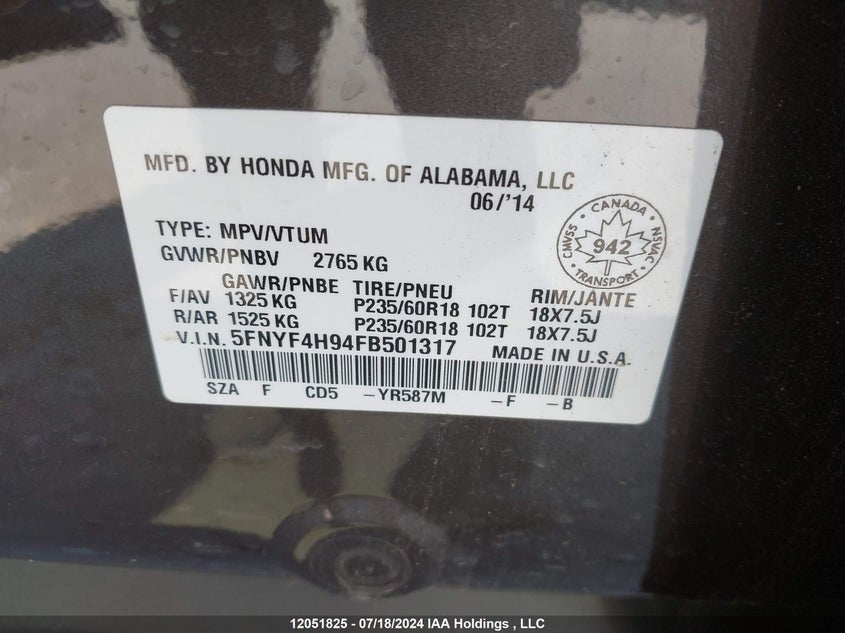 MFD. BY HONDA MFG. OF ALABAMA, LLC
06/'14
TYPE: MPV/VTUM
GVWR/PNBV 2765 KG
GAWR/PNBE TIRE/PNEU RIM/JANTE
F/AV 1325 KG P235/60R18 102T 18X7.5J
R/AR 1525 KG P235/60R18 102T 18X7.5J
V.I.N. 5FNYF4H94FB501317 MADE IN U.S.A.
SZA F CD5 -YR587M -F -B
CANADA
CMVSS 942 NSVAC
TRANSPORT
12051825 - 07/18/2024 IAA Holdings , LLC